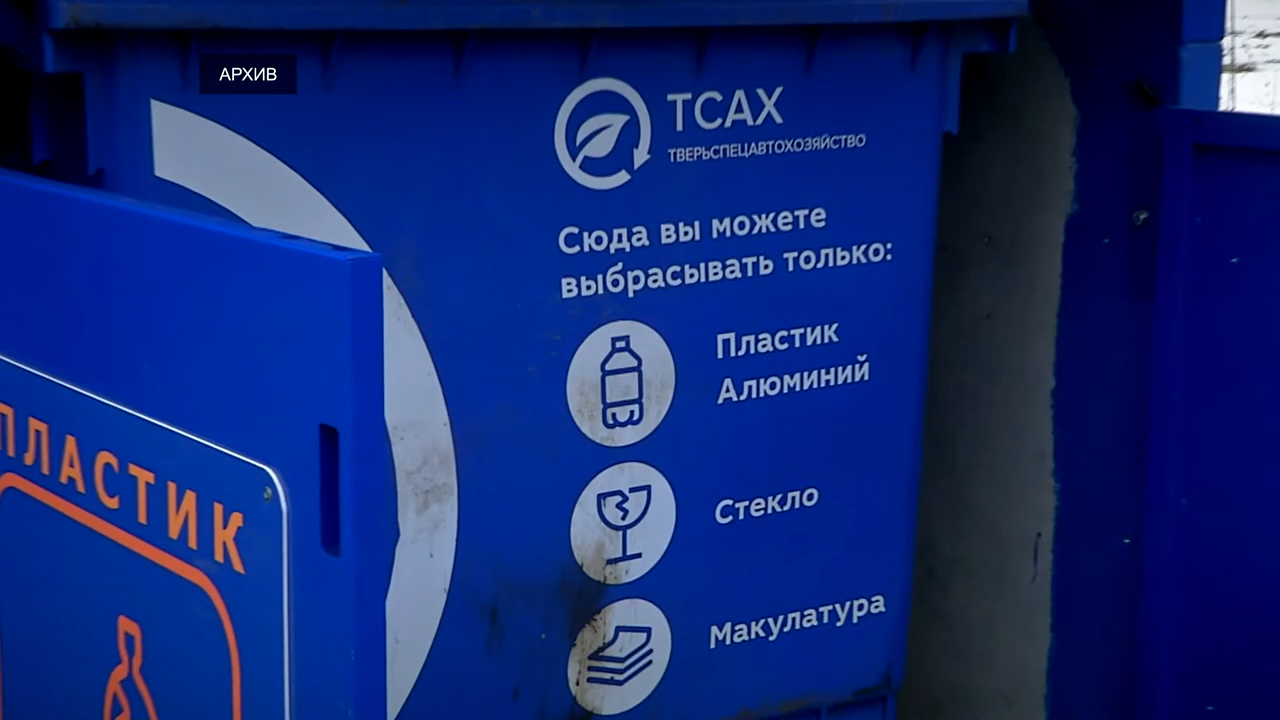 АРХИВ
ТСАХ
ТВЕРЬСПЕЦАВТОХОЗЯЙСТВО
Сюда вы можете
выбрасывать только:
Пластик
Алюминий
Стекло
Макулатура
ПЛАСТИК